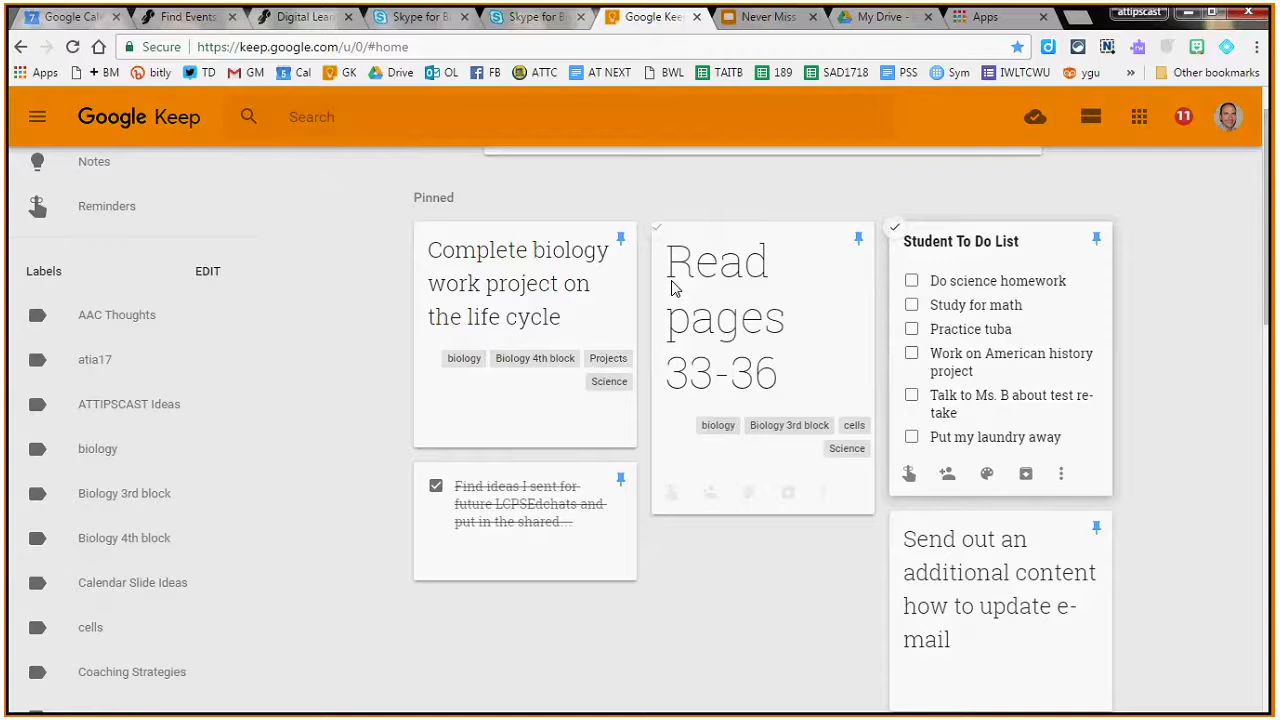 Google Cal
Find Events
Digital Lear
Skype for B
Skype for B
Google Kee
Never Miss
My Drive -
Apps
attipscast
Secure
https://keep.google.com/u/0/#home
Apps
+ BM
bitly
TD
GM
Cal
GK
Drive
OL
FB
ATTC
AT NEXT
BWL
TAITB
189
SAD1718
PSS
Sym
IWLTCWU
ygu
»
Other bookmarks
Google Keep
Search
11
Notes
Reminders
Labels
EDIT
AAC Thoughts
atia17
ATTIPSCAST Ideas
biology
Biology 3rd block
Biology 4th block
Calendar Slide Ideas
cells
Coaching Strategies
Pinned
Complete biology
work project on
the life cycle
biology
Biology 4th block
Projects
Science
Find ideas I sent for
future LCPSEdchats and
put in the shared...
Read
pages
33-36
biology
Biology 3rd block
cells
Science
Student To Do List
Do science homework
Study for math
Practice tuba
Work on American history
project
Talk to Ms. B about test re-
take
Put my laundry away
Send out an
additional content
how to update e-
mail